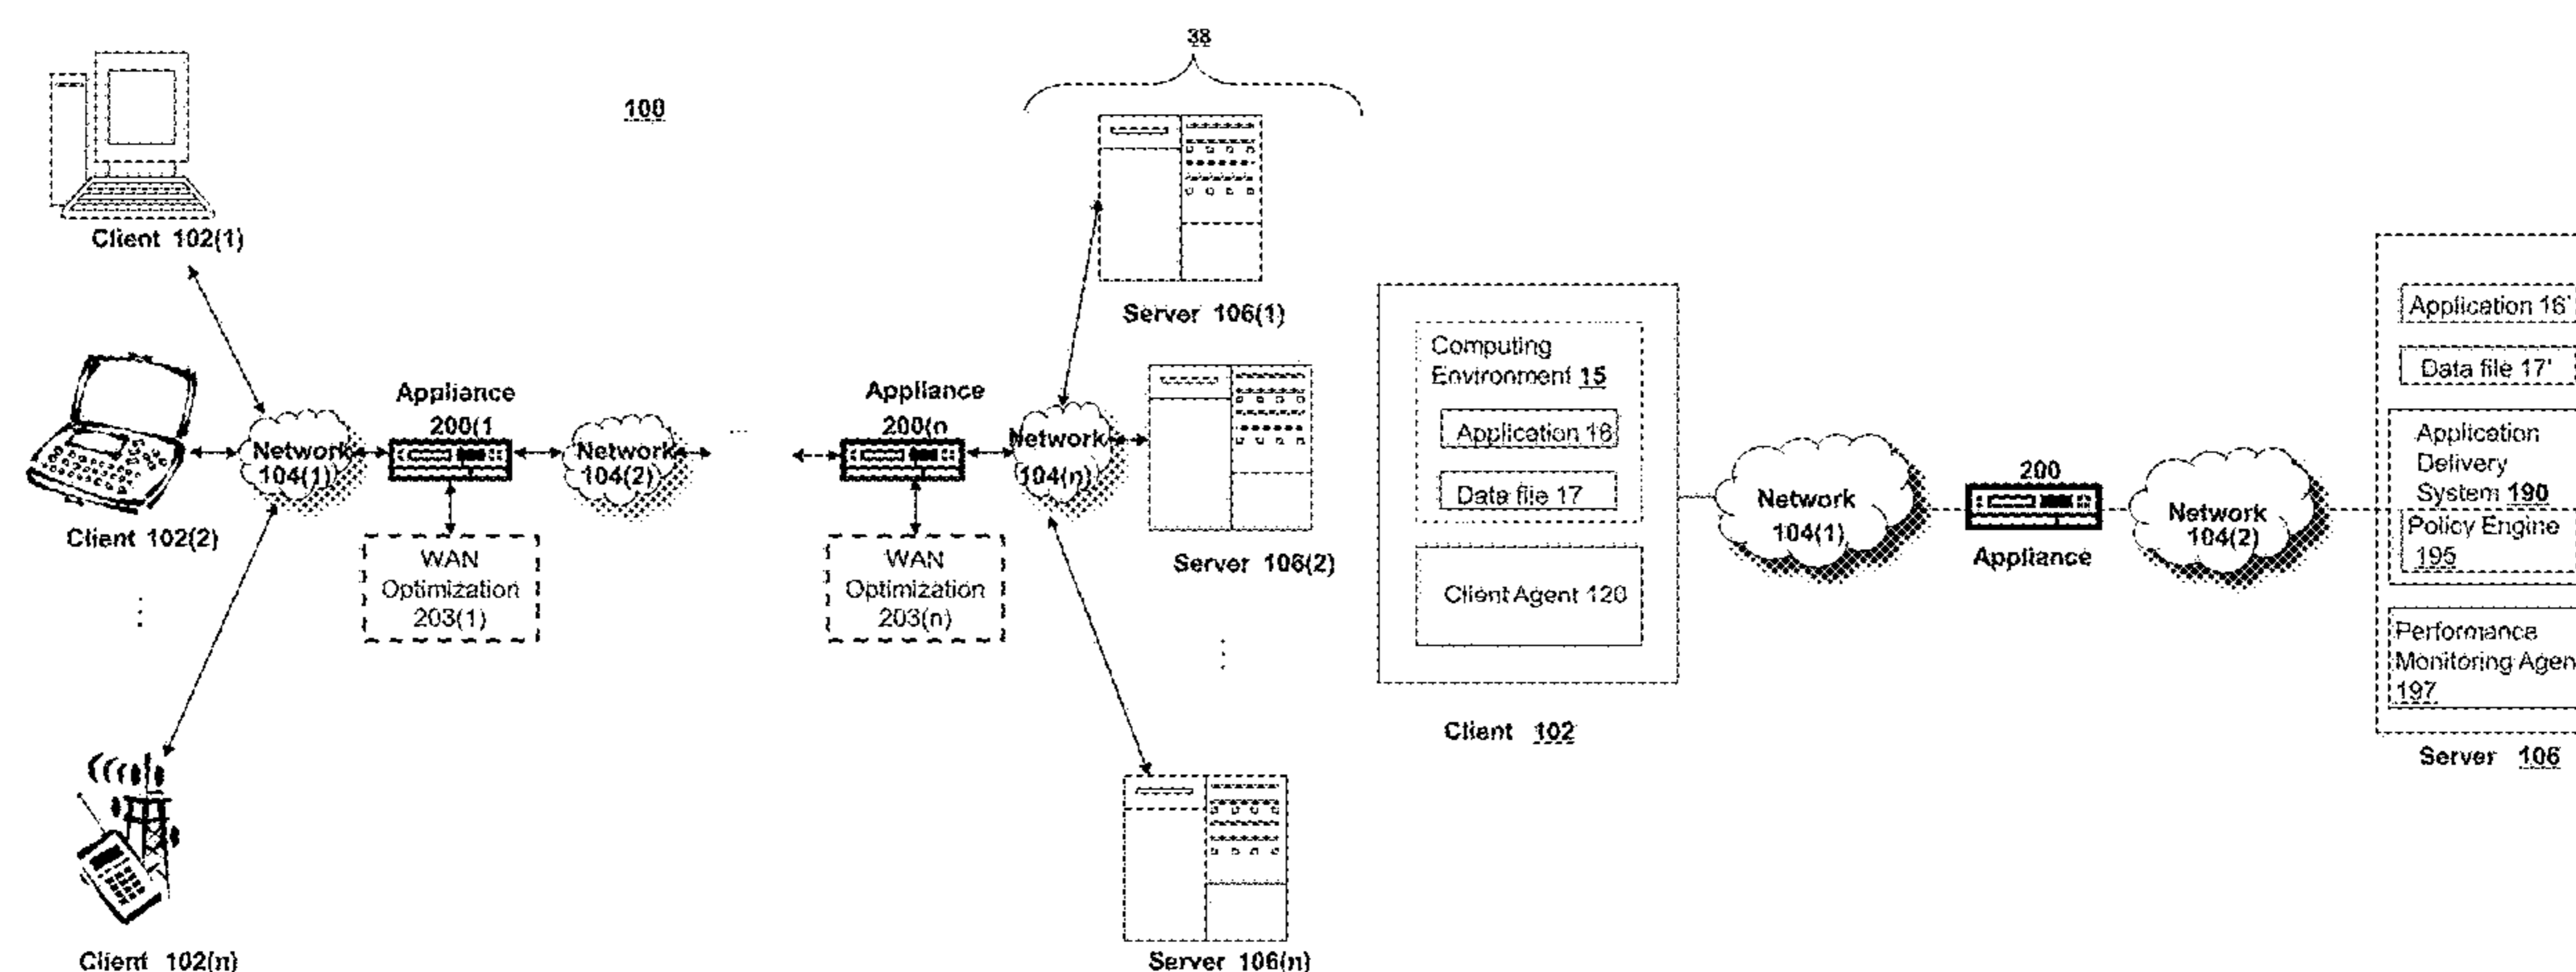 38
100
Client 102(1)
Server 106(1)
Appliance
200(1
Network
104(1)
Network
104(2)
...
Appliance
200(n
Network
104(n)
Client 102(2)
WAN
Optimization
203(1)
WAN
Optimization
203(n)
Server 106(2)
Client 102(n)
Server 106(n)
Computing
Environment 15
Application 16
Data file 17
Client Agent 120
Client 102
Network
104(1)
200
Appliance
Network
104(2)
Application 16'
Data file 17'
Application
Delivery
System 190
Policy Engine
195
Performance
Monitoring Agen
197
Server 106